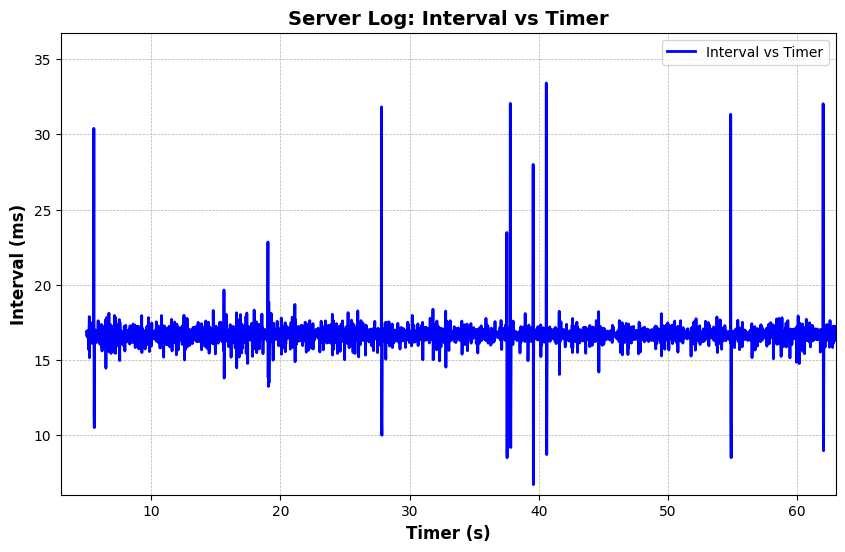 Server Log: Interval vs Timer
Interval vs Timer
35
30
25
20
15
10
Interval (ms)
10 20 30 40 50 60
Timer (s)